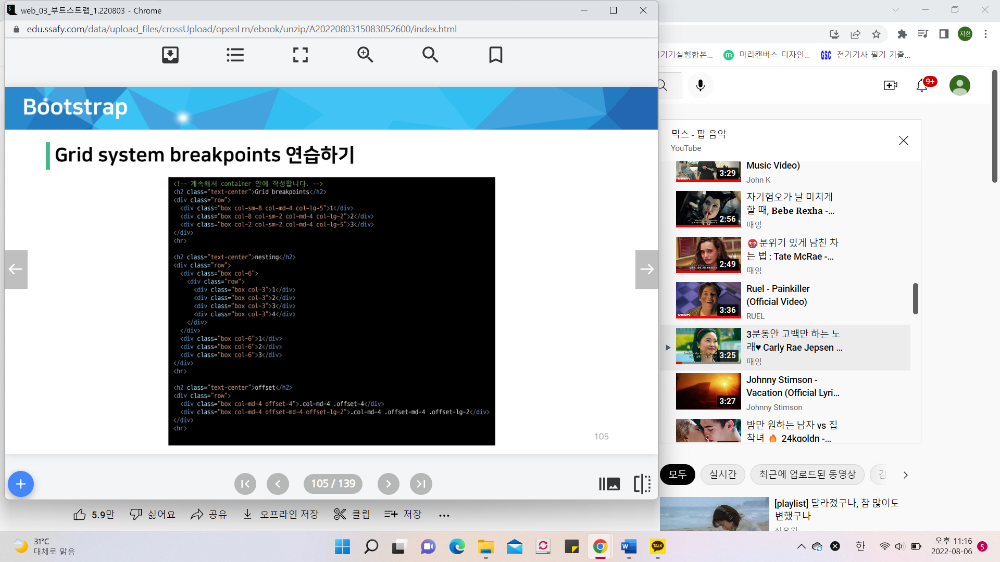 web_03_부트스트랩_1.220803 - Chrome
edu.ssafy.com/data/upload_files/crossUpload/openLrn/ebook/unzip/A2022080315083052600/index.html
Bootstrap
Grid system breakpoints 연습하기
<!-- 계속해서 container 안에 작성합니다. -->
<h2 class="text-center">Grid breakpoints</h2>
<div class="row">
<div class="box col-sm-8 col-md-4 col-lg-5">1</div>
<div class="box col-8 col-sm-2 col-md-4 col-lg-2">2</div>
<div class="box col-2 col-sm-2 col-md-4 col-lg-5">3</div>
</div>
<hr>
<h2 class="text-center">nesting</h2>
<div class="row">
<div class="box col-6">
<div class="row">
<div class="box col-3">1</div>
<div class="box col-3">2</div>
<div class="box col-3">3</div>
<div class="box col-3">4</div>
</div>
</div>
<div class="box col-6">1</div>
<div class="box col-6">2</div>
<div class="box col-6">3</div>
</div>
<hr>
<h2 class="text-center">offset</h2>
<div class="row">
<div class="box col-md-4 offset-4">.col-md-4 .offset-4</div>
<div class="box col-md-4 offset-md-4 offset-lg-2">.col-md-4 .offset-md-4 .offset-lg-2</div>
</div>
<hr>
105
105 / 139
5.9만
싫어요
공유
오프라인 저장
클립
저장
지현
기기실험합본...
미리캔버스 디자인...
GSC
전기기사 필기 기출...
9+
믹스 - 팝 음악
YouTube
Music Video)
3:29
John K
자기혐오가 날 미치게
할 때, Bebe Rexha -...
2:56
때잉
분위기 있게 남친 차
는 법 : Tate McRae -...
2:49
때잉
Ruel - Painkiller
(Official Video)
3:36
RUEL
3분동안 고백만 하는 노
래♥ Carly Rae Jepsen ...
3:25
때잉
Johnny Stimson -
Vacation (Official Lyri...
3:27
Johnny Stimson
밤만 원하는 남자 vs 집
착녀 🔥 24kgoldn -...
모두
실시간
최근에 업로드된 동영상
감
[playlist] 달라졌구나, 참 많이도
변했구나
31°C
대체로 맑음
TALK
한
오후 11:16
2022-08-06
5